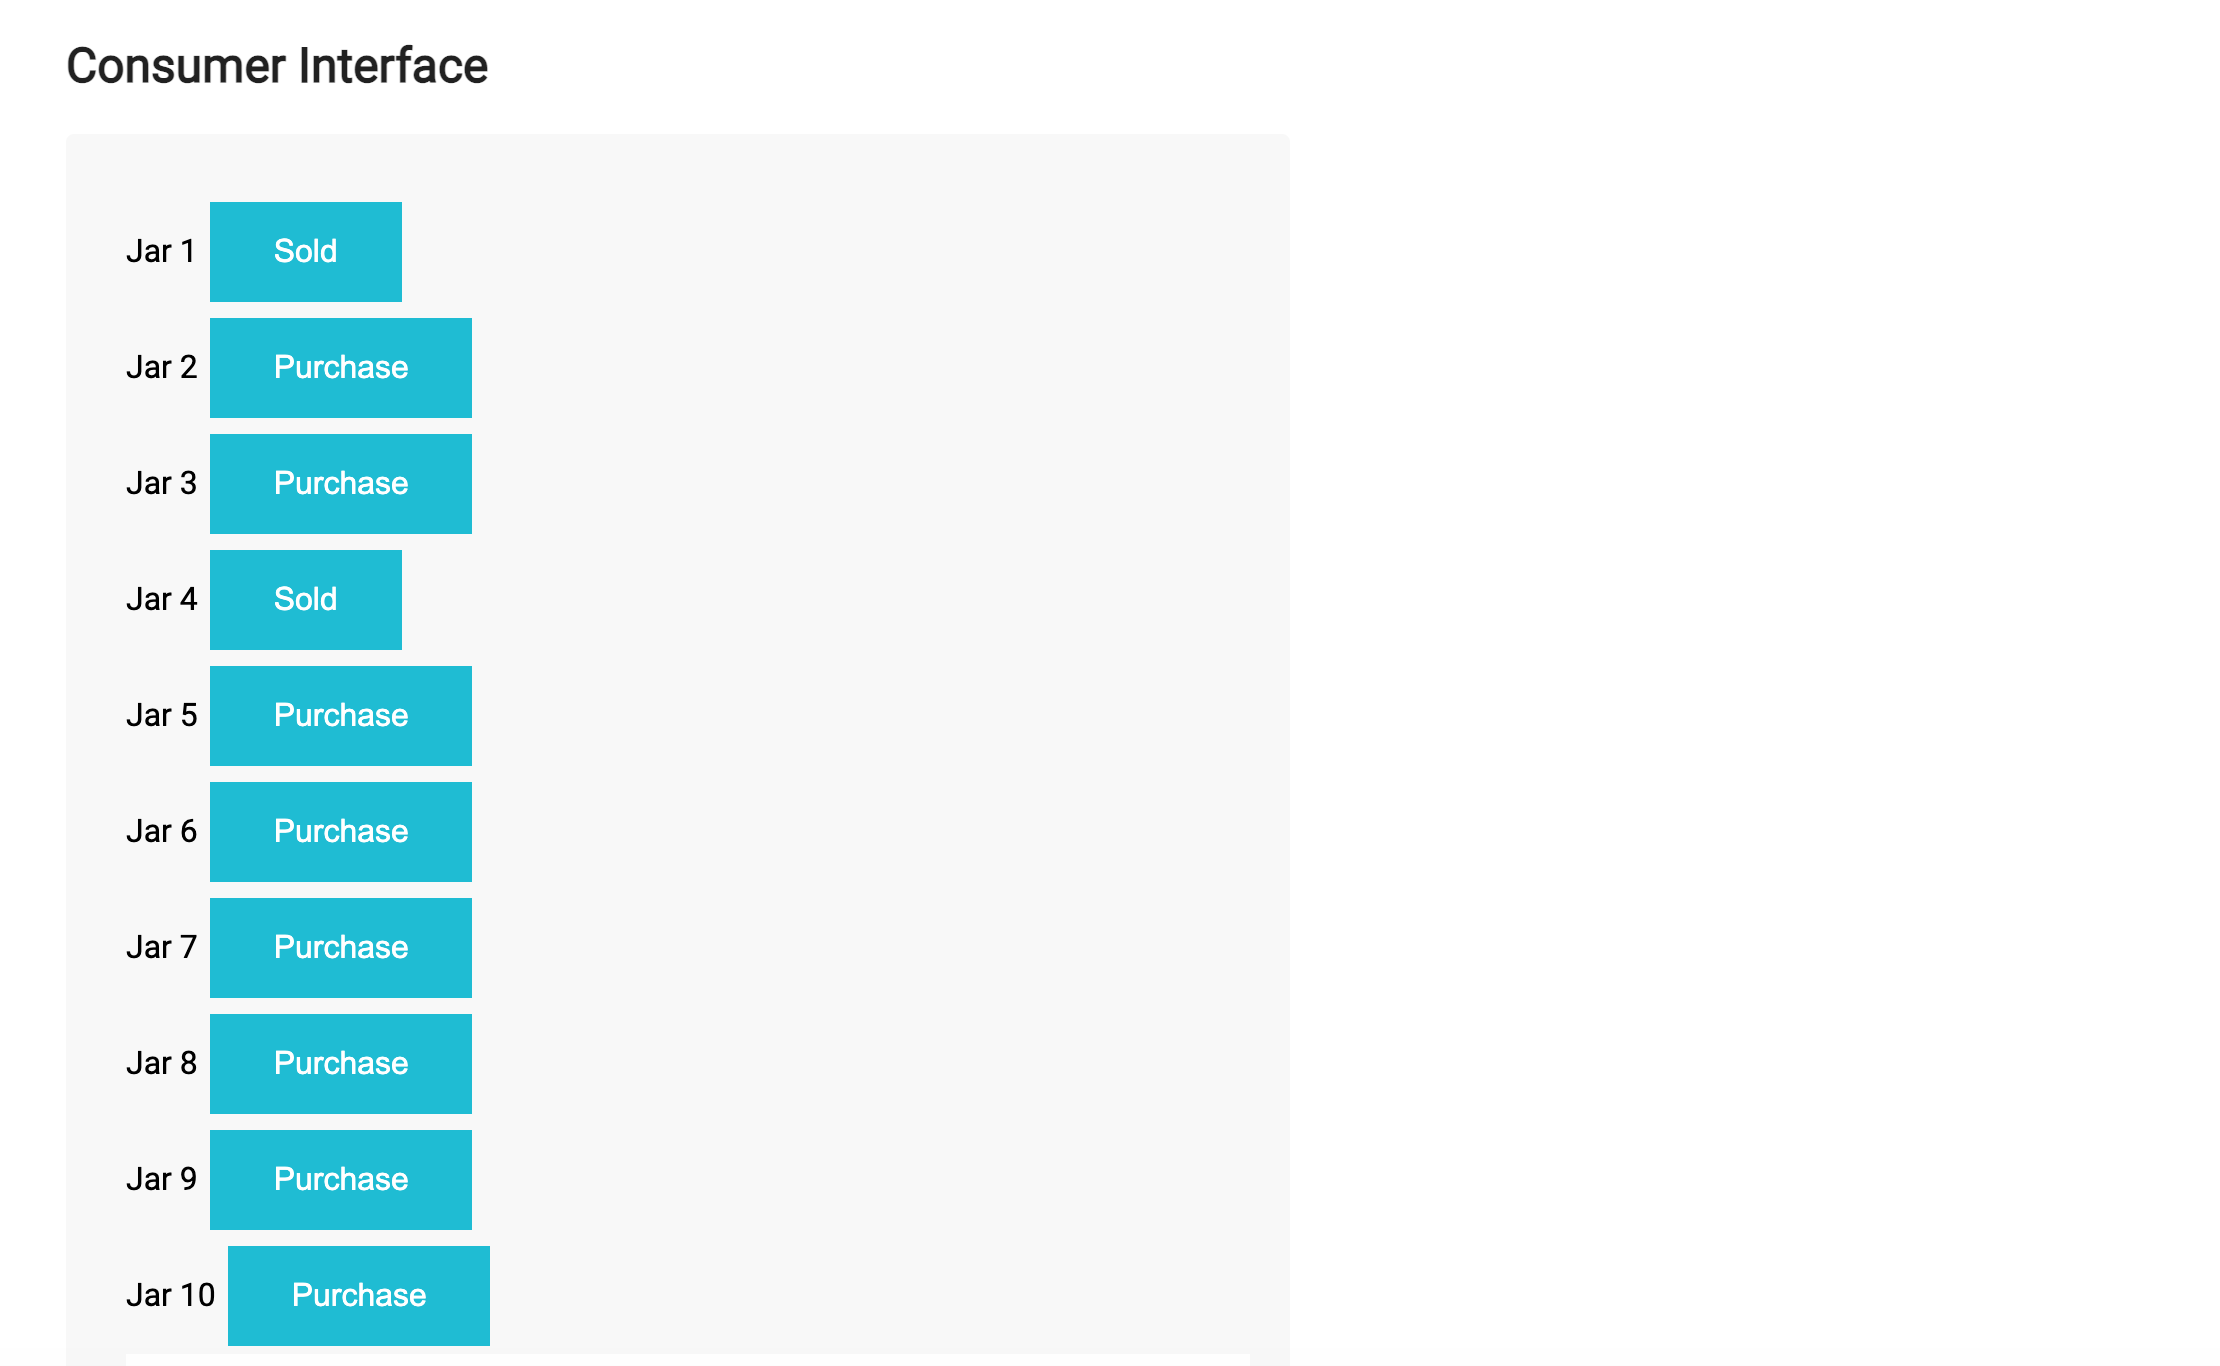 Consumer Interface
Jar 1 Sold
Jar 2 Purchase
Jar 3 Purchase
Jar 4 Sold
Jar 5 Purchase
Jar 6 Purchase
Jar 7 Purchase
Jar 8 Purchase
Jar 9 Purchase
Jar 10 Purchase